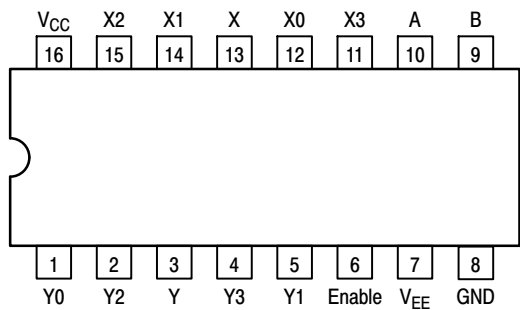 VCC X2 X1 X X0 X3 A B
16 15 14 13 12 11 10 9
1 2 3 4 5 6 7 8
Y0 Y2 Y Y3 Y1 Enable VEE GND